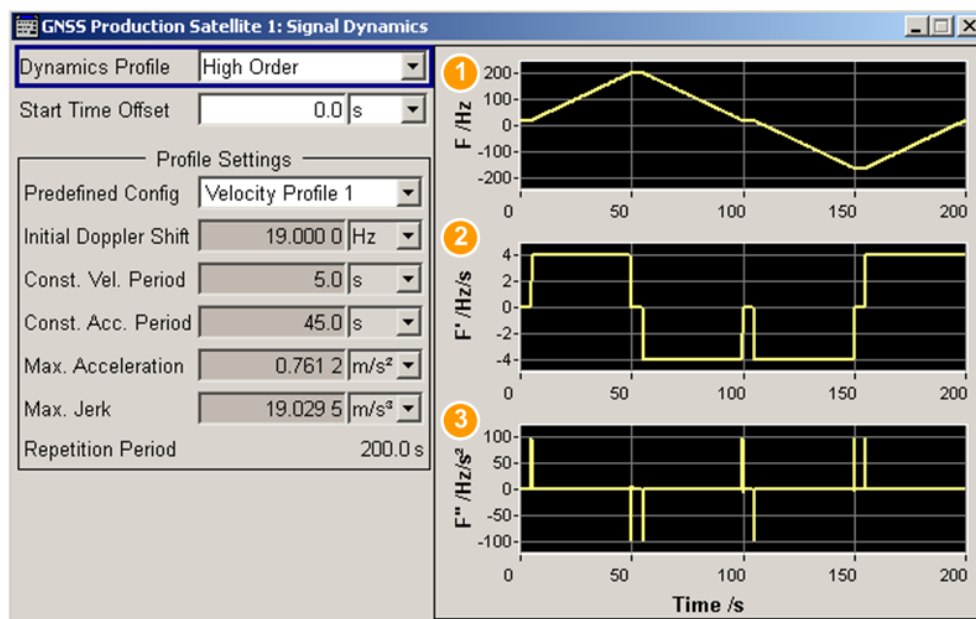 GNSS Production Satellite 1: Signal Dynamics
Dynamics Profile High Order
Start Time Offset 0.0 s
Profile Settings
Predefined Config Velocity Profile 1
Initial Doppler Shift 19.000 0 Hz
Const. Vel. Period 5.0 s
Const. Acc. Period 45.0 s
Max. Acceleration 0.761 2 m/s²
Max. Jerk 19.029 5 m/s³
Repetition Period 200.0 s
1
F /Hz
200
100
0
-100
-200
0 50 100 150 200
2
F' /Hz/s
4
2
0
-2
-4
0 50 100 150 200
3
F'' /Hz/s²
100
50
0
-50
-100
0 50 100 150 200
Time /s